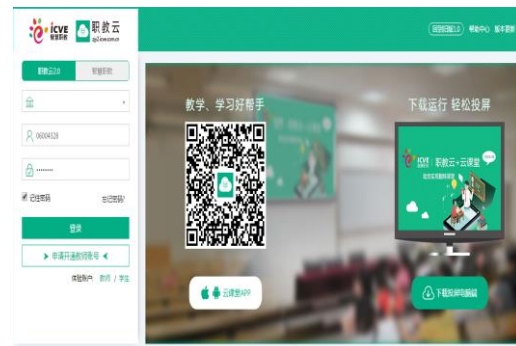 icve 智慧职教
职教云
zjy2.icve.com.cn
帮助中心
职教云2.0
智慧职教
06004328
记住密码
忘记密码?
登录
申请开通教师账号
体验账户: 教师 / 学生
教学、学习好帮手
云课堂APP
下载运行 轻松投屏
icve 职教云+云课堂
下载投屏电脑端